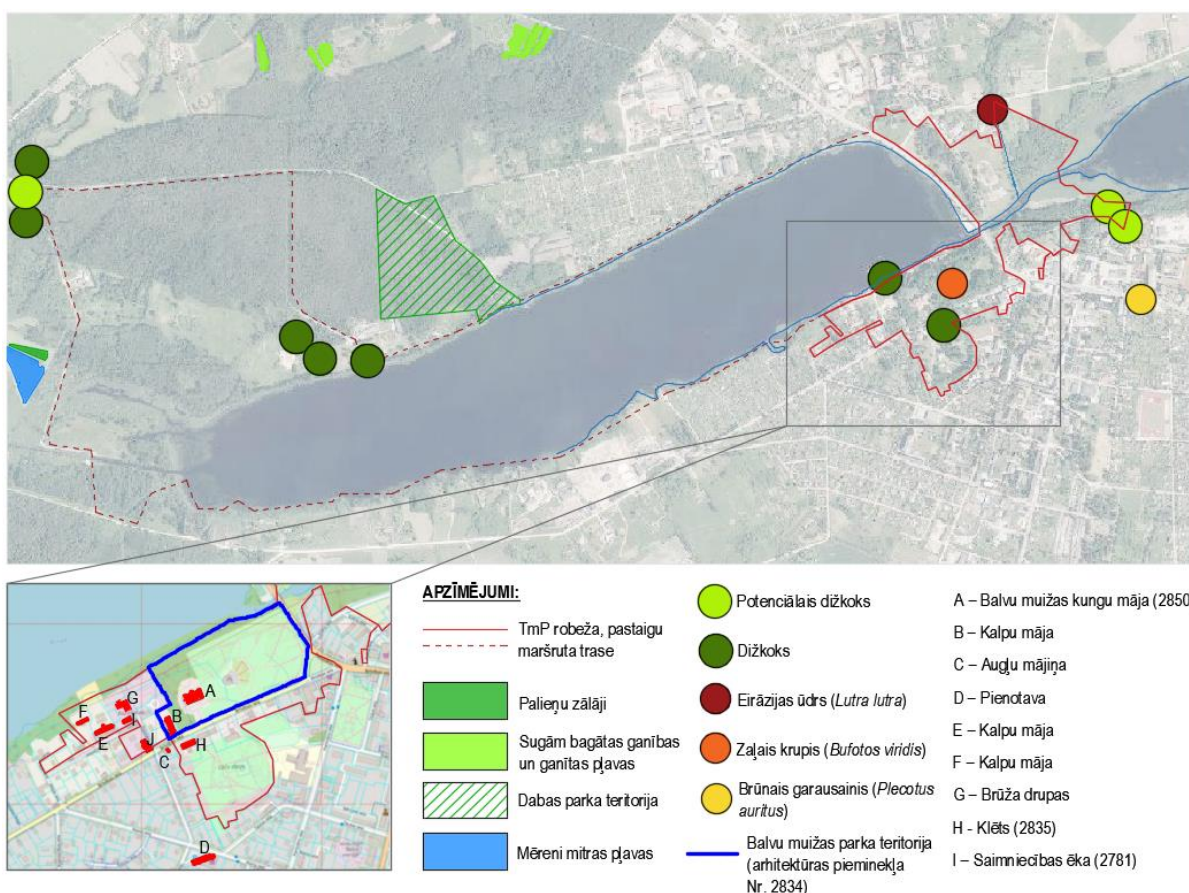 G
A
F
I
B
E
J
H
C
D
APZĪMĒJUMI:
TmP robeža, pastaigu
maršruta trase
Palieņu zālāji
Sugām bagātas ganības
un ganītas pļavas
Dabas parka teritorija
Mēreni mitras pļavas
Potenciālais dižkoks
Dižkoks
Eirāzijas ūdrs (Lutra lutra)
Zaļais krupis (Bufotos viridis)
Brūnais garausainis (Plecotus
auritus)
Balvu muižas parka teritorija
(arhitektūras pieminekļa
Nr. 2834)
A – Balvu muižas kungu māja (2850
B – Kalpu māja
C – Augļu mājiņa
D – Pienotava
E – Kalpu māja
F – Kalpu māja
G – Brūža drupas
H - Klēts (2835)
I – Saimniecības ēka (2781)